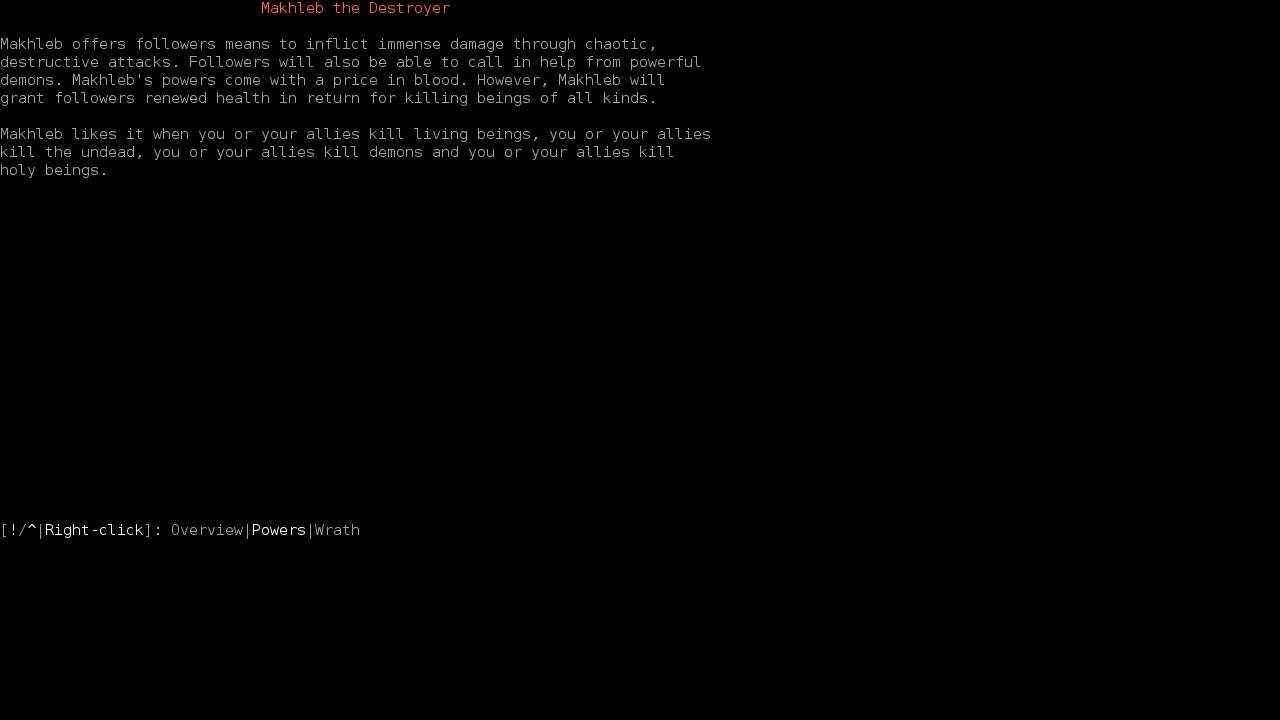 Makhleb the Destroyer
Makhleb offers followers means to inflict immense damage through chaotic,
destructive attacks. Followers will also be able to call in help from powerful
demons. Makhleb's powers come with a price in blood. However, Makhleb will
grant followers renewed health in return for killing beings of all kinds.
Makhleb likes it when you or your allies kill living beings, you or your allies
kill the undead, you or your allies kill demons and you or your allies kill
holy beings.
[!/^|Right-click]: Overview|Powers|Wrath